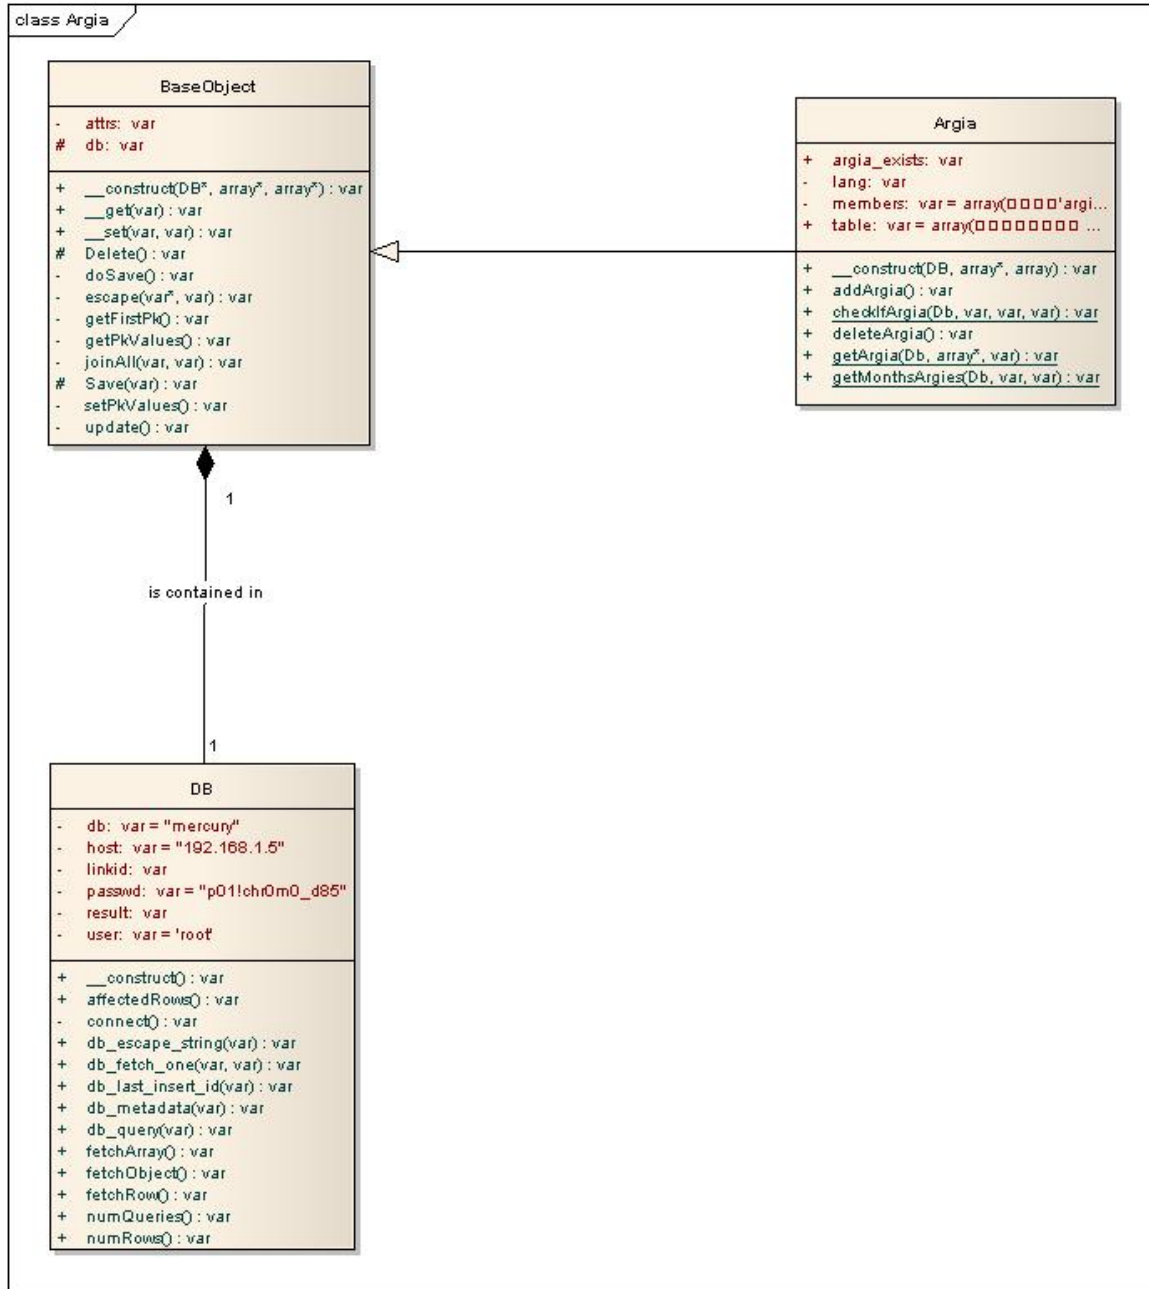 class Argia
BaseObject
- attrs: var
# db: var
+ __construct(DB*, array*, array*) : var
+ __get(var) : var
+ __set(var, var) : var
# Delete() : var
- doSave() : var
- escape(var*, var) : var
- getFirstPk() : var
- getPkValues() : var
- joinAll(var, var) : var
# Save(var) : var
- setPkValues() : var
- update() : var
Argia
+ argia_exists: var
- lang: var
- members: var = array(□□□□'argi...
+ table: var = array(□□□□□□□□ ...
+ __construct(DB, array*, array) : var
+ addArgia() : var
+ checkIfArgia(Db, var, var, var) : var
+ deleteArgia() : var
+ getArgia(Db, array*, var) : var
+ getMonthsArgies(Db, var, var) : var
1
is contained in
1
DB
- db: var = "mercury"
- host: var = "192.168.1.5"
- linkid: var
- passwd: var = "p01!chr0m0_d85"
- result: var
- user: var = 'root'
+ __construct() : var
+ affectedRows() : var
- connect() : var
+ db_escape_string(var) : var
+ db_fetch_one(var, var) : var
+ db_last_insert_id(var) : var
+ db_metadata(var) : var
+ db_query(var) : var
+ fetchArray() : var
+ fetchObject() : var
+ fetchRow() : var
+ numQueries() : var
+ numRows() : var